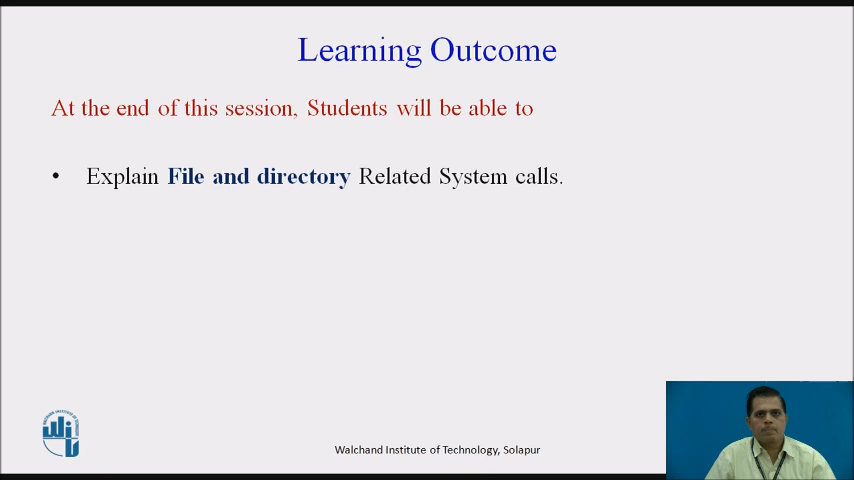 Learning Outcome
At the end of this session, Students will be able to
• Explain File and directory Related System calls.
Walchand Institute of Technology, Solapur